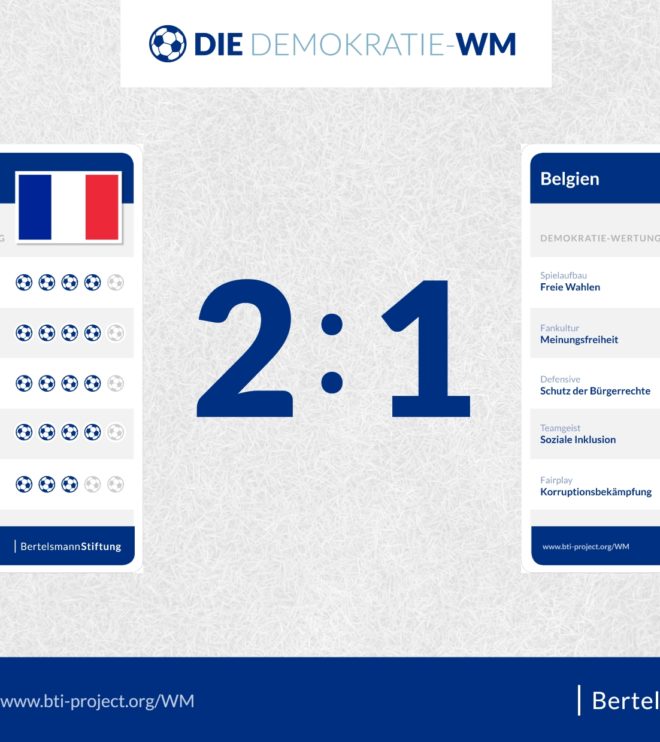 DIE DEMOKRATIE-WM
G
2:1
BertelsmannStiftung
Belgien
DEMOKRATIE-WERTUNG
Spielaufbau
Freie Wahlen
Fankultur
Meinungsfreiheit
Defensive
Schutz der Bürgerrechte
Teamgeist
Soziale Inklusion
Fairplay
Korruptionsbekämpfung
www.bti-project.org/WM
www.bti-project.org/WM
Bertel